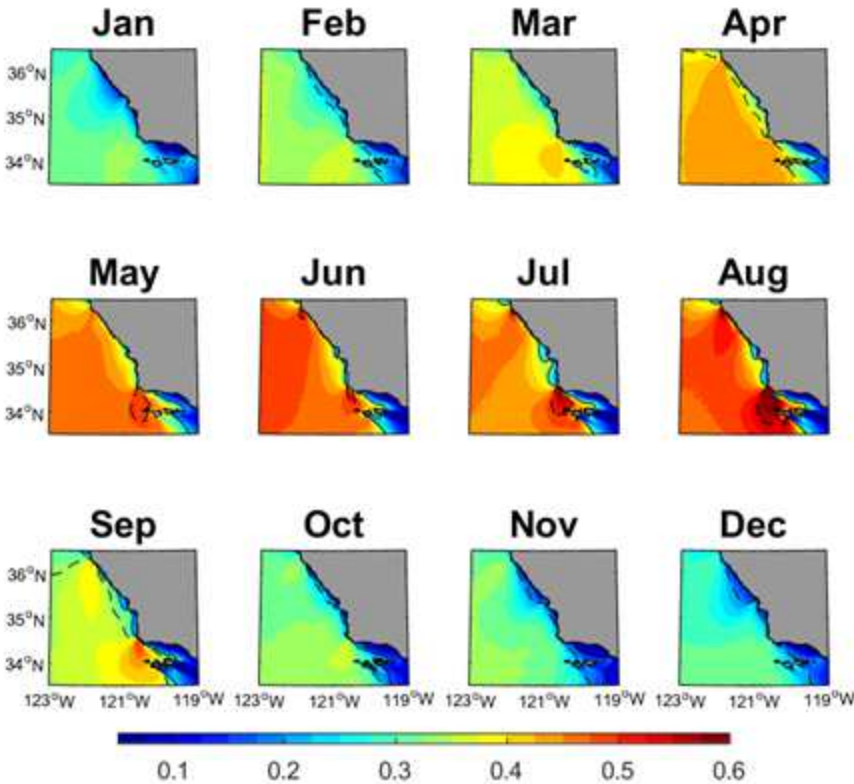 Jan Feb Mar Apr
36°N
35°N
34°N
May Jun Jul Aug
36°N
35°N
34°N
Sep Oct Nov Dec
36°N
35°N
34°N
123°W 121°W 119°W 123°W 121°W 119°W 123°W 121°W 119°W 123°W 121°W 119°W
0.1 0.2 0.3 0.4 0.5 0.6